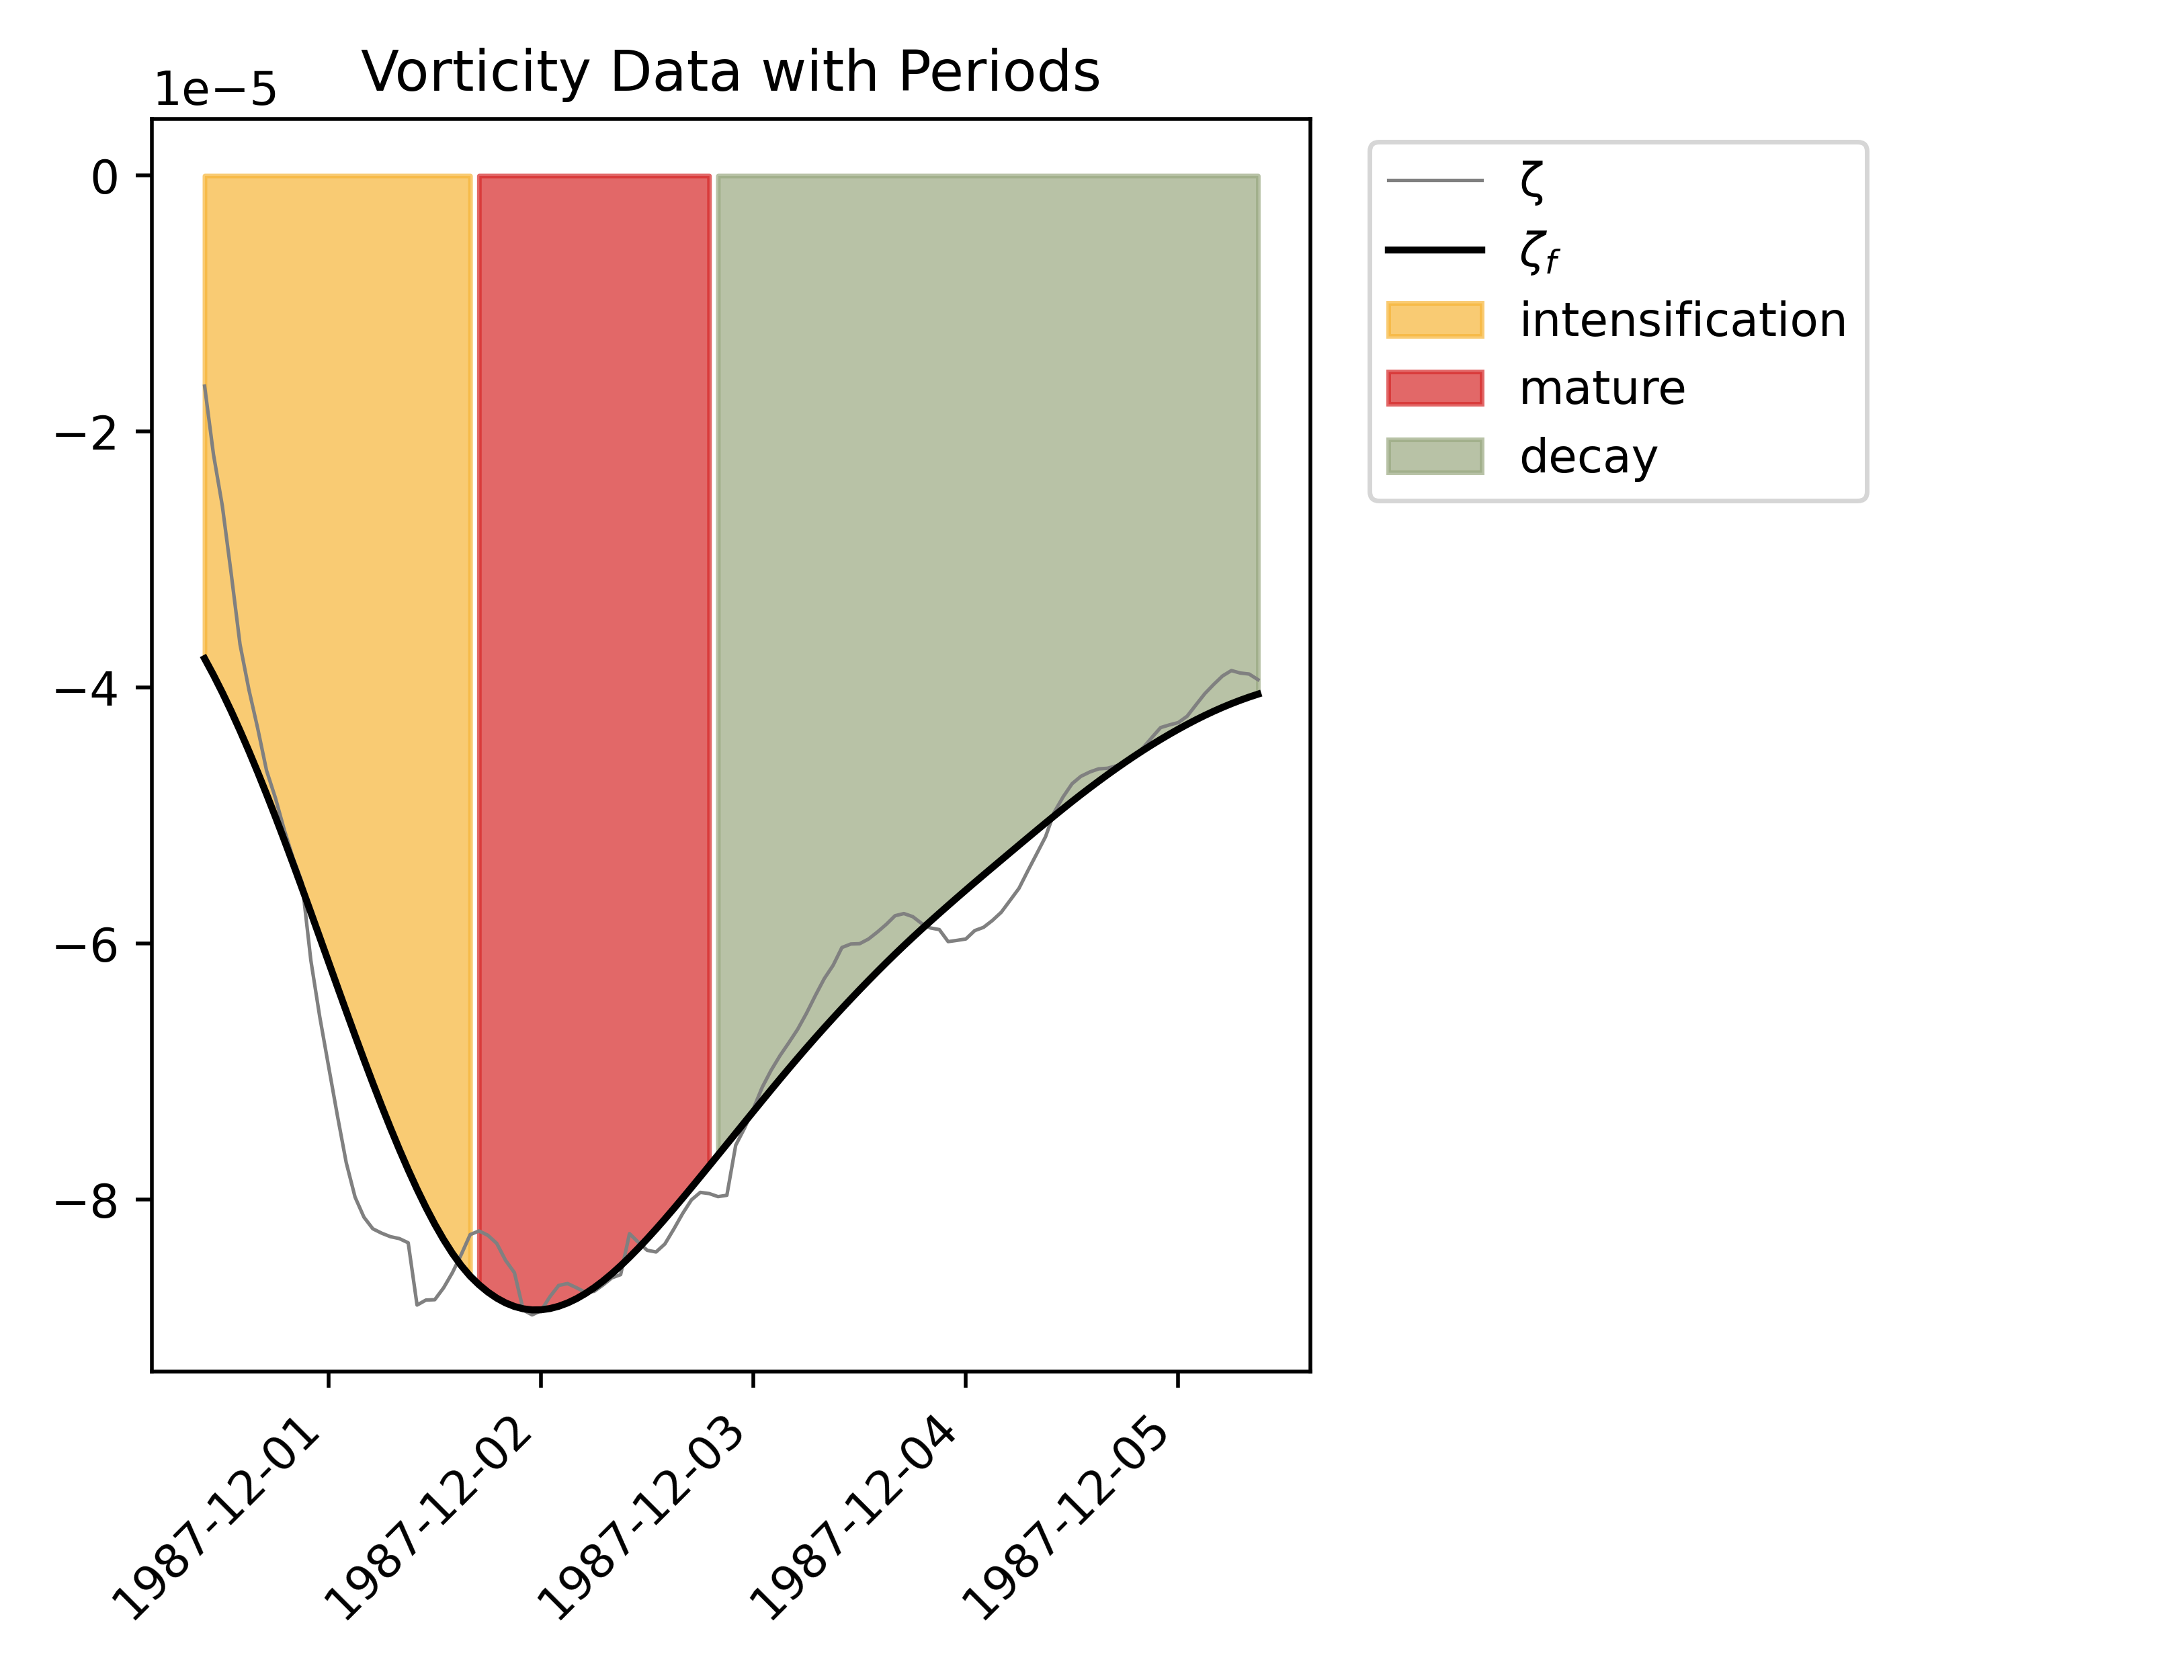 Vorticity Data with Periods
1e−5
0
−2
−4
−6
−8
1987-12-01
1987-12-02
1987-12-03
1987-12-04
1987-12-05
ζ
ζf
intensification
mature
decay